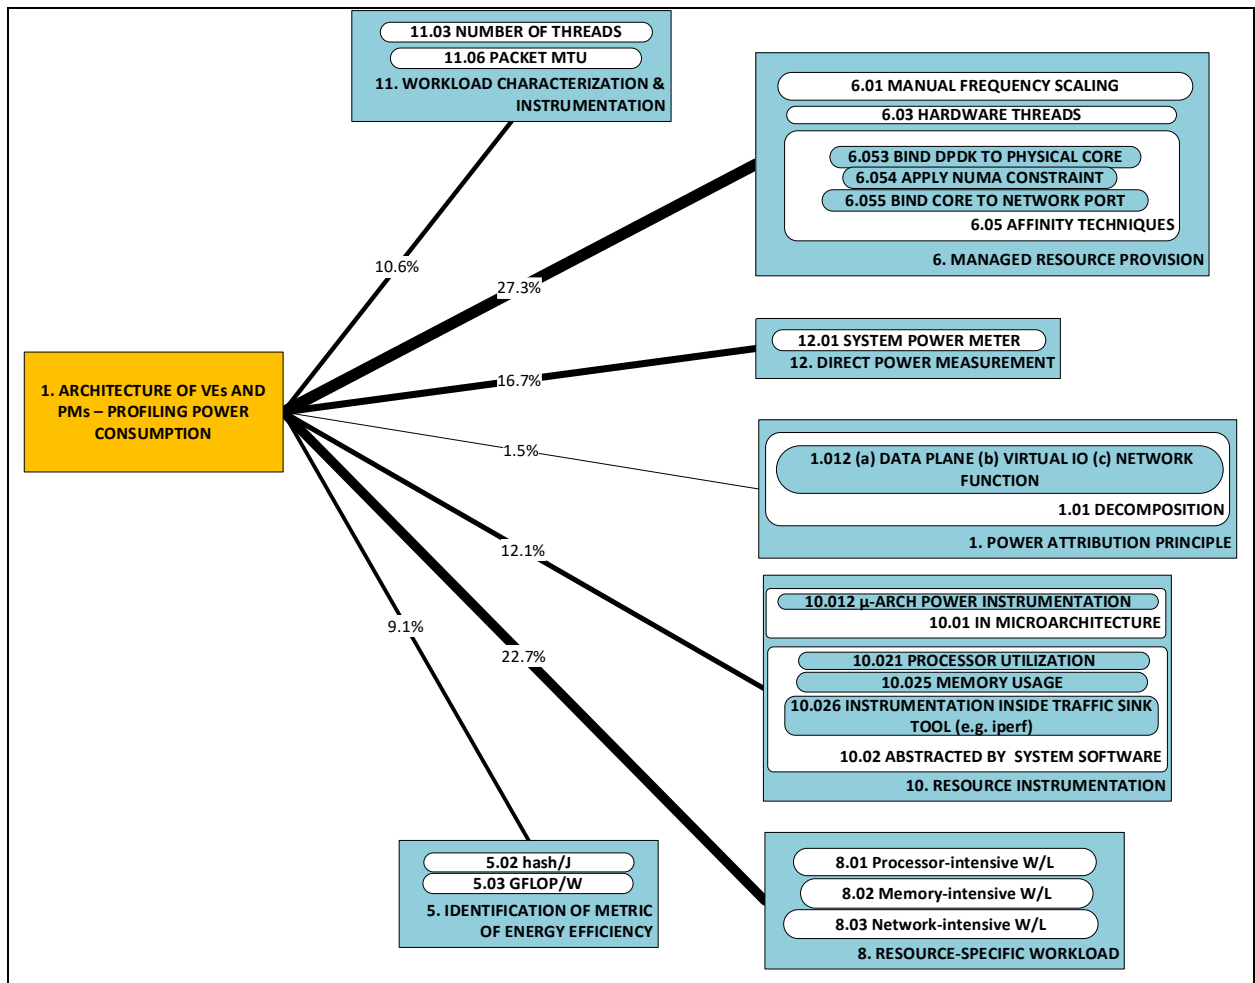 11.03 NUMBER OF THREADS
11.06 PACKET MTU
11. WORKLOAD CHARACTERIZATION &
INSTRUMENTATION
6.01 MANUAL FREQUENCY SCALING
6.03 HARDWARE THREADS
6.053 BIND DPDK TO PHYSICAL CORE
6.054 APPLY NUMA CONSTRAINT
6.055 BIND CORE TO NETWORK PORT
6.05 AFFINITY TECHNIQUES
6. MANAGED RESOURCE PROVISION
10.6%
27.3%
12.01 SYSTEM POWER METER
12. DIRECT POWER MEASUREMENT
16.7%
1. ARCHITECTURE OF VEs AND
PMs – PROFILING POWER
CONSUMPTION
1.5%
1.012 (a) DATA PLANE (b) VIRTUAL IO (c) NETWORK
FUNCTION
1.01 DECOMPOSITION
1. POWER ATTRIBUTION PRINCIPLE
12.1%
10.012 µ-ARCH POWER INSTRUMENTATION
10.01 IN MICROARCHITECTURE
9.1%
22.7%
10.021 PROCESSOR UTILIZATION
10.025 MEMORY USAGE
10.026 INSTRUMENTATION INSIDE TRAFFIC SINK
TOOL (e.g. iperf)
10.02 ABSTRACTED BY SYSTEM SOFTWARE
10. RESOURCE INSTRUMENTATION
5.02 hash/J
5.03 GFLOP/W
5. IDENTIFICATION OF METRIC
OF ENERGY EFFICIENCY
8.01 Processor-intensive W/L
8.02 Memory-intensive W/L
8.03 Network-intensive W/L
8. RESOURCE-SPECIFIC WORKLOAD